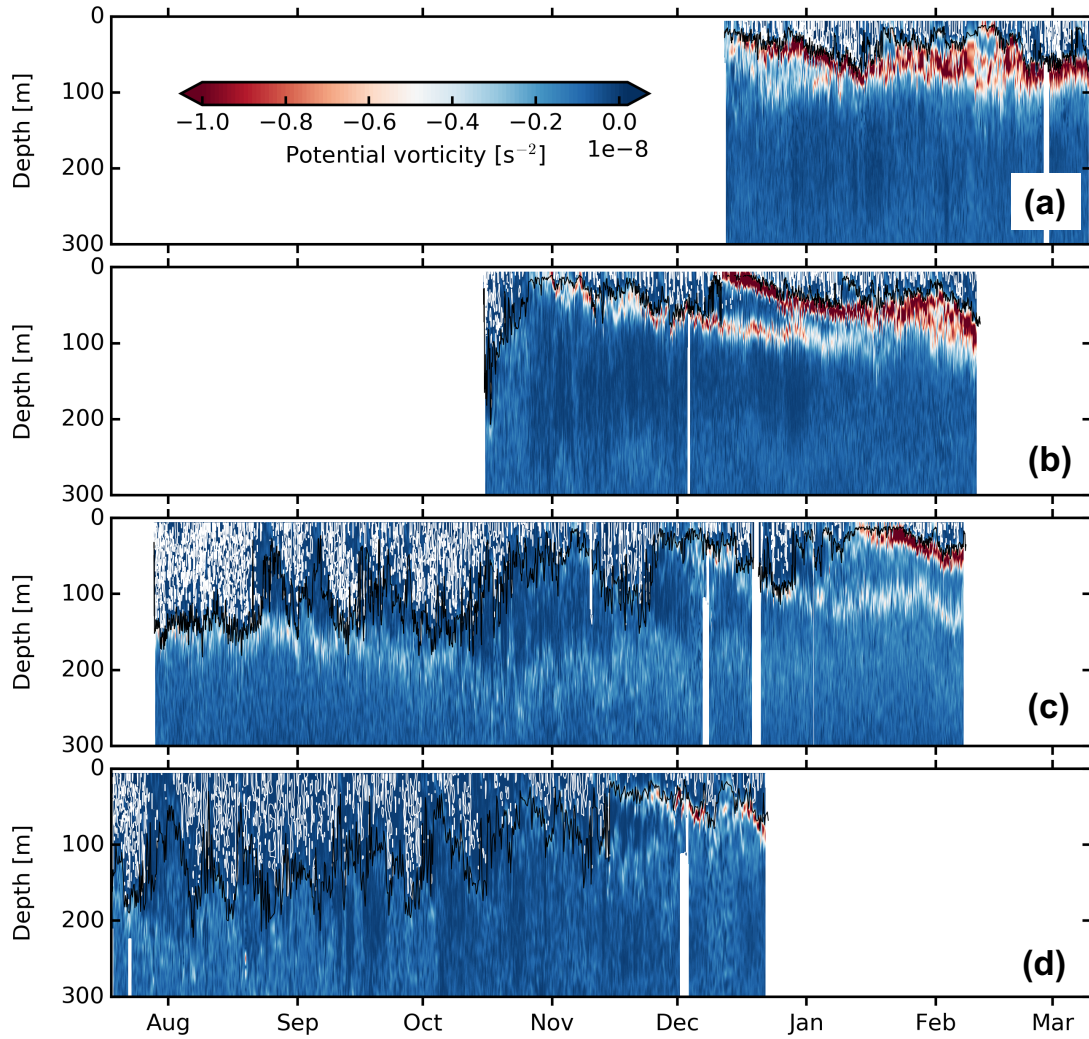 0
100
200
300
Depth [m]
−1.0 −0.8 −0.6 −0.4 −0.2 0.0
Potential vorticity [s⁻²] 1e−8
(a)
0
100
200
300
Depth [m]
(b)
0
100
200
300
Depth [m]
(c)
0
100
200
300
Depth [m]
(d)
Aug Sep Oct Nov Dec Jan Feb Mar